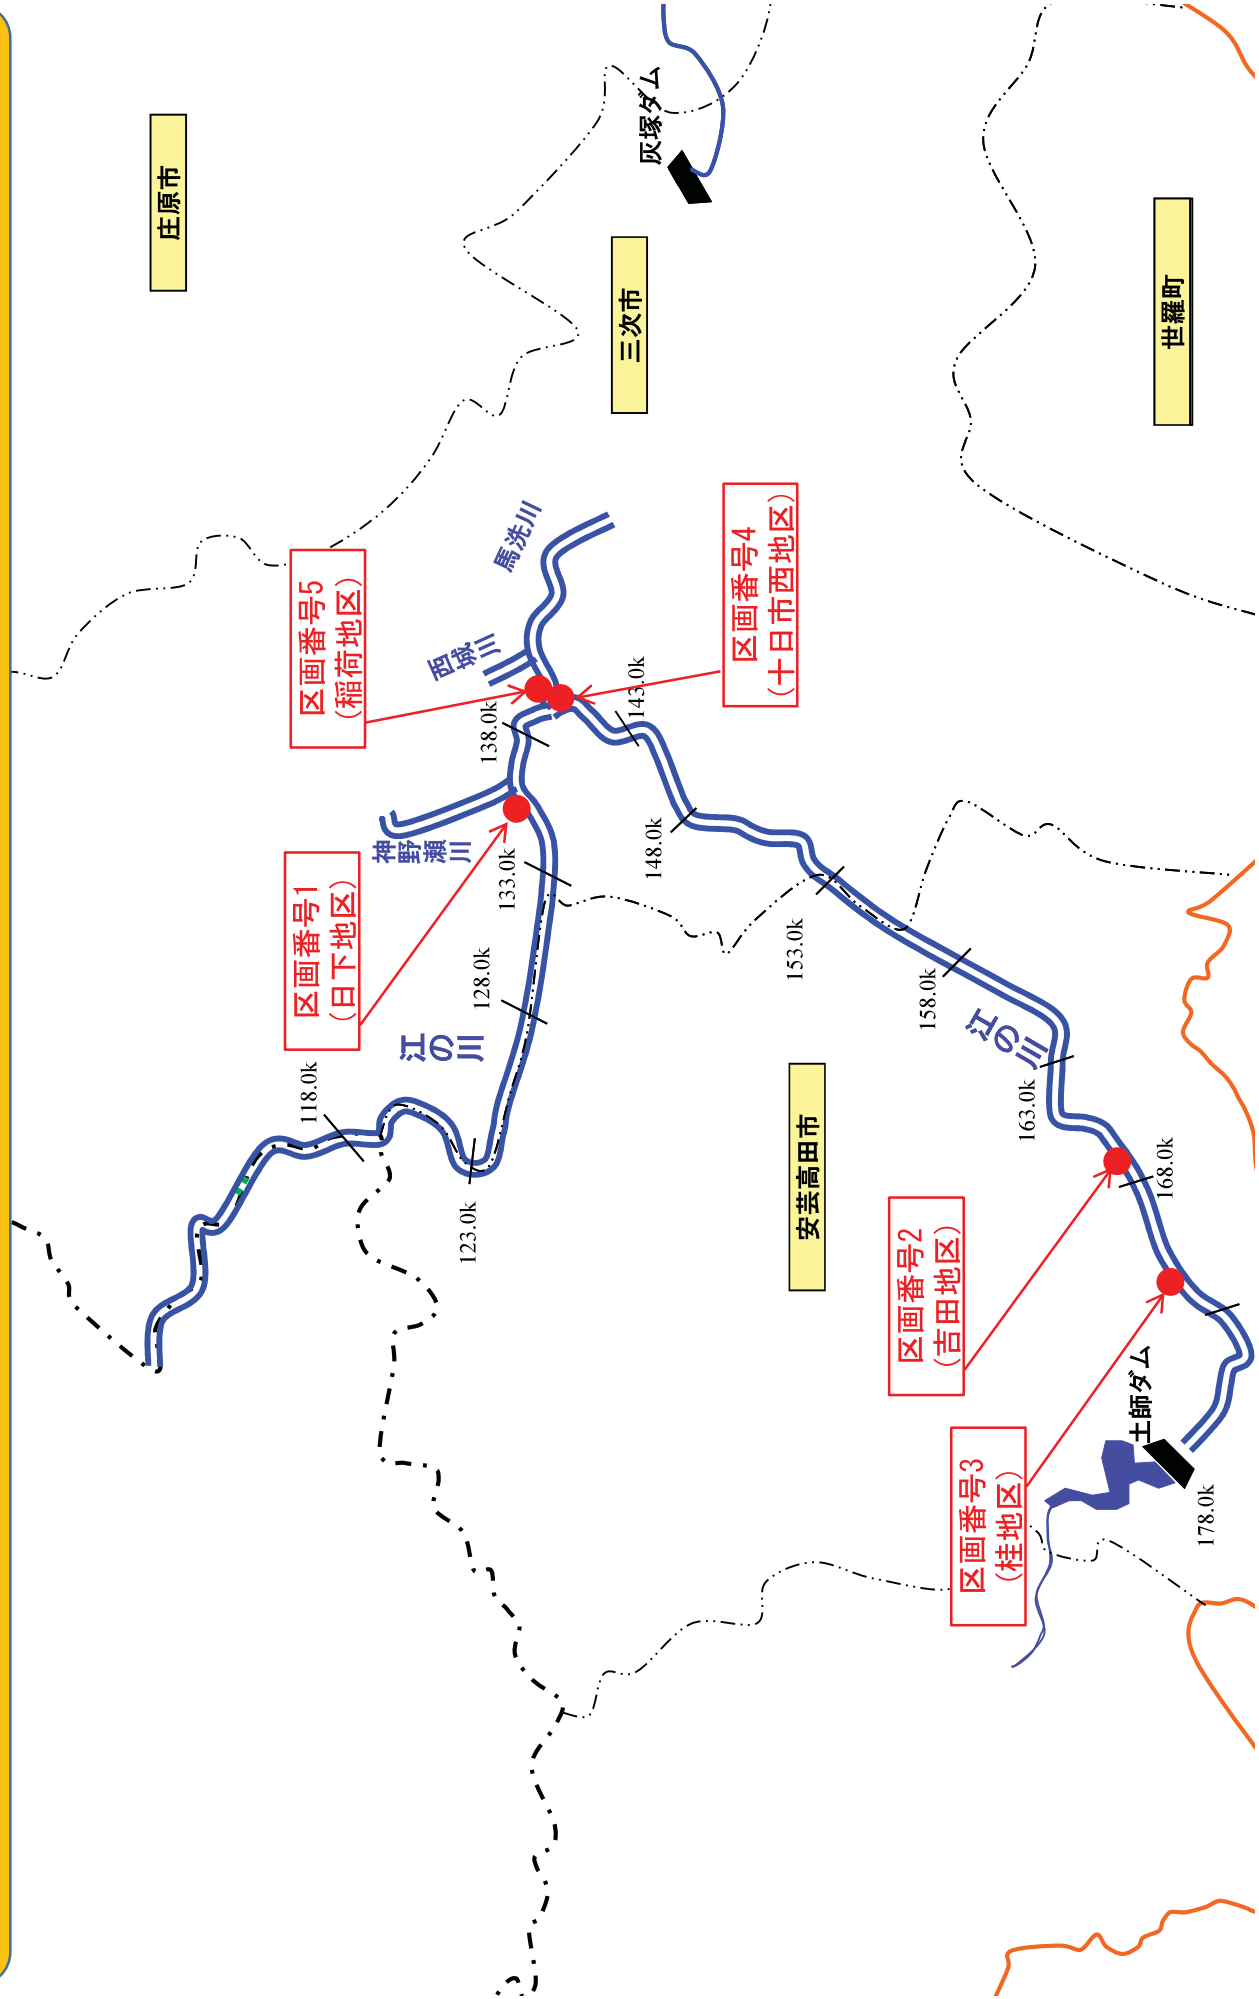 庄原市
灰塚ダム
三次市
世羅町
馬洗川
西城
川
区画番号5
(稲荷地区)
区画番号4
(十日市西地区)
138.0k
143.0k
神野瀬川
区画番号1
(日下地区)
133.0k
148.0k
128.0k
153.0k
158.0k
江の川
江の川
118.0k
123.0k
163.0k
168.0k
安芸高田市
区画番号2
(吉田地区)
土師ダム
区画番号3
(桂地区)
178.0k